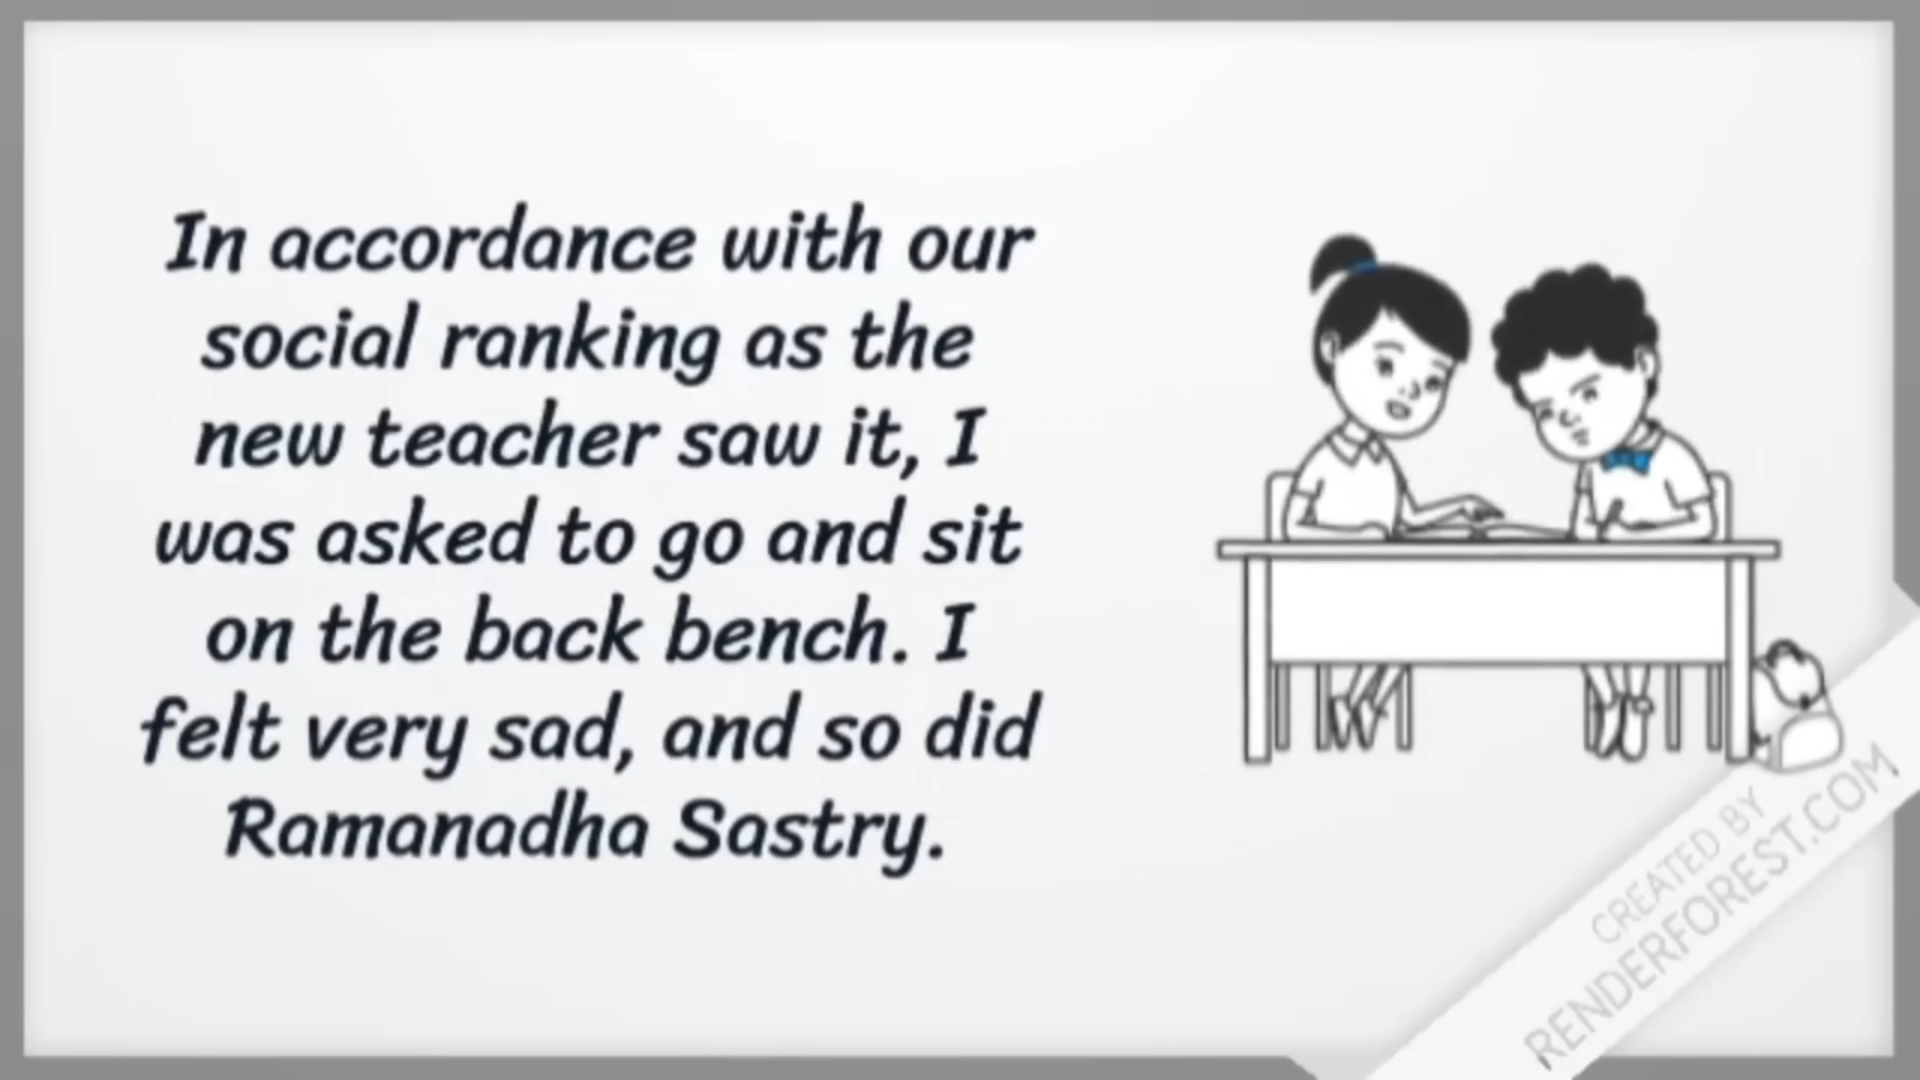 In accordance with our
social ranking as the
new teacher saw it, I
was asked to go and sit
on the back bench. I
felt very sad, and so did
Ramanadha Sastry.
CREATED BY
RENDERFOREST.COM